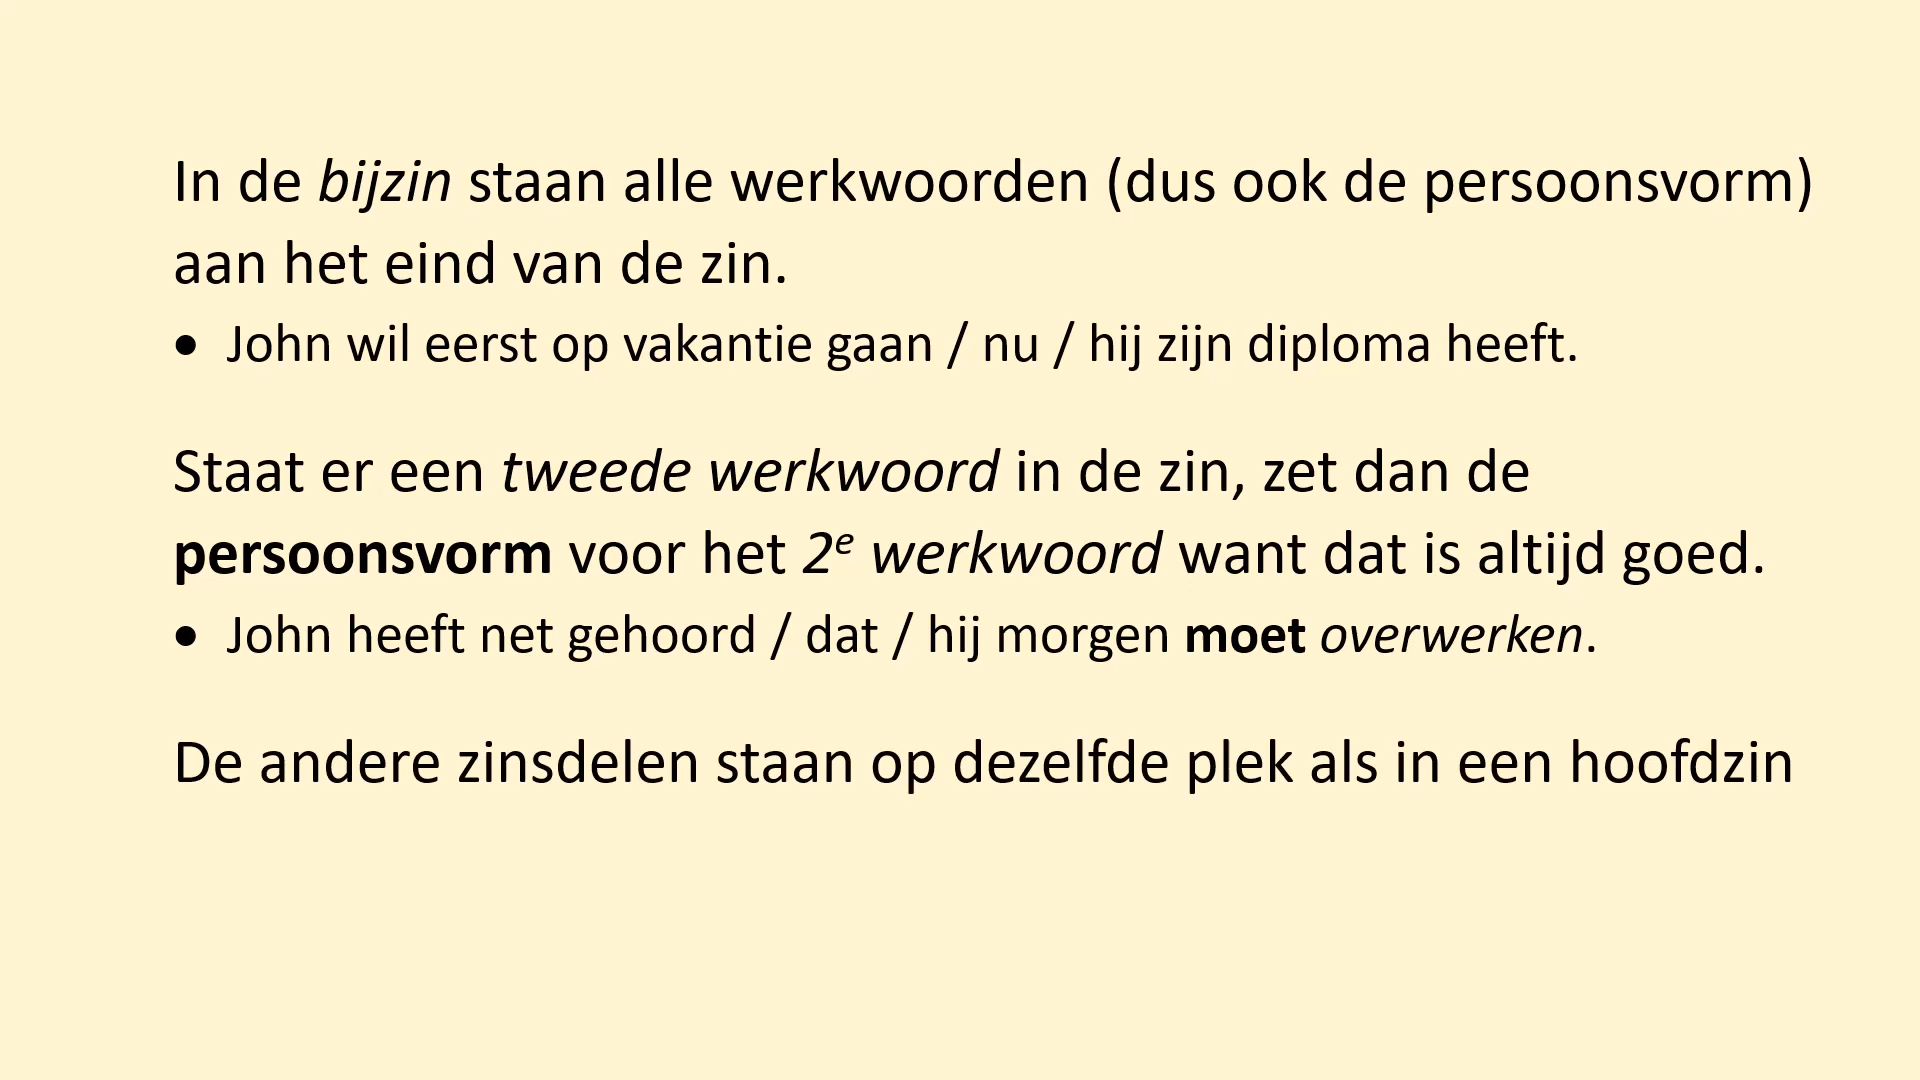 In de bijzin staan alle werkwoorden (dus ook de persoonsvorm)
aan het eind van de zin.
• John wil eerst op vakantie gaan / nu / hij zijn diploma heeft.
Staat er een tweede werkwoord in de zin, zet dan de
persoonsvorm voor het 2e werkwoord want dat is altijd goed.
• John heeft net gehoord / dat / hij morgen moet overwerken.
De andere zinsdelen staan op dezelfde plek als in een hoofdzin